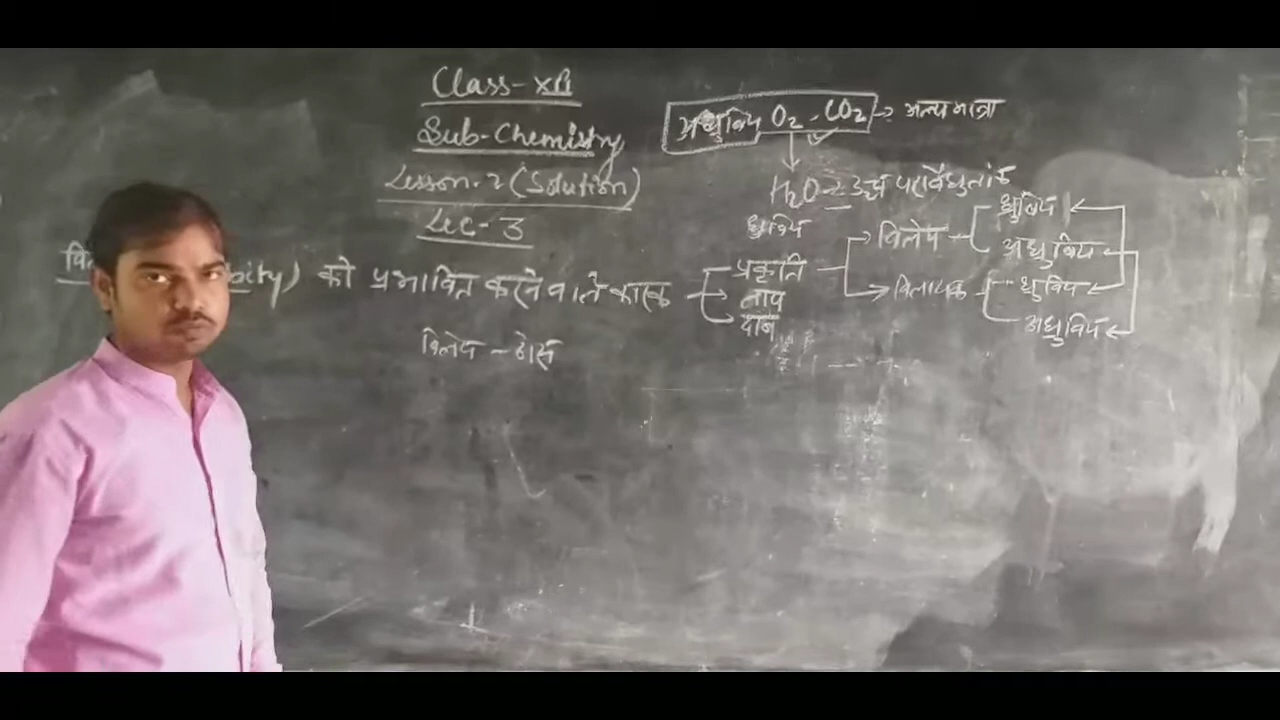 Class-XII
Sub-Chemistry
Lesson-2 (Solution)
Lec-3
अध्रुविय O2, CO2 → अल्प मात्रा
H2O = उच्च परावैधुतांक
ध्रुविय
को प्रभावित करने वाले कारक
प्रकृति
ताप
दाब
विलेय
ध्रुविय
अध्रुविय
विलायक
ध्रुविय
अध्रुविय
विलेय - ठोस